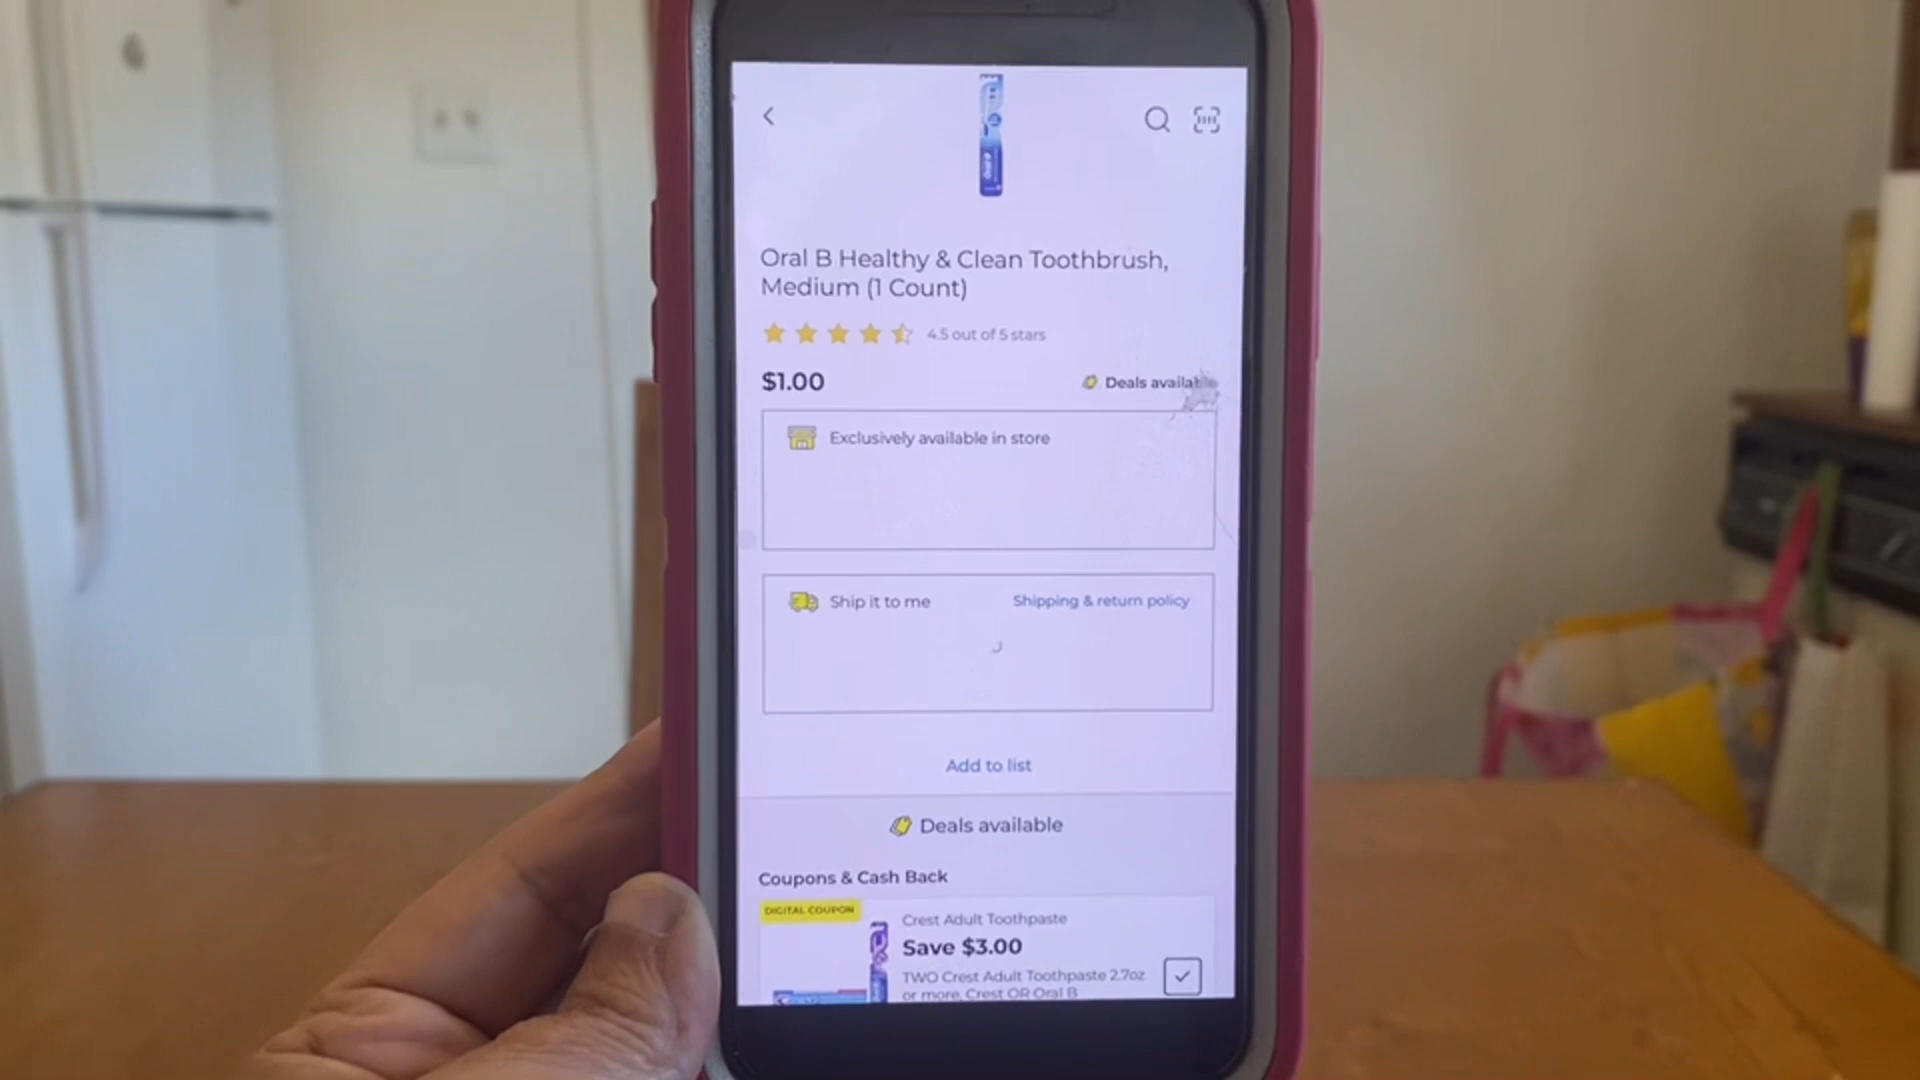 Oral B Healthy & Clean Toothbrush,
Medium (1 Count)
4.5 out of 5 stars
$1.00
Deals available
Exclusively available in store
Ship it to me
Shipping & return policy
Add to list
Deals available
Coupons & Cash Back
DIGITAL COUPON
Crest Adult Toothpaste
Save $3.00
TWO Crest Adult Toothpaste 2.7oz
or more, Crest OR Oral B